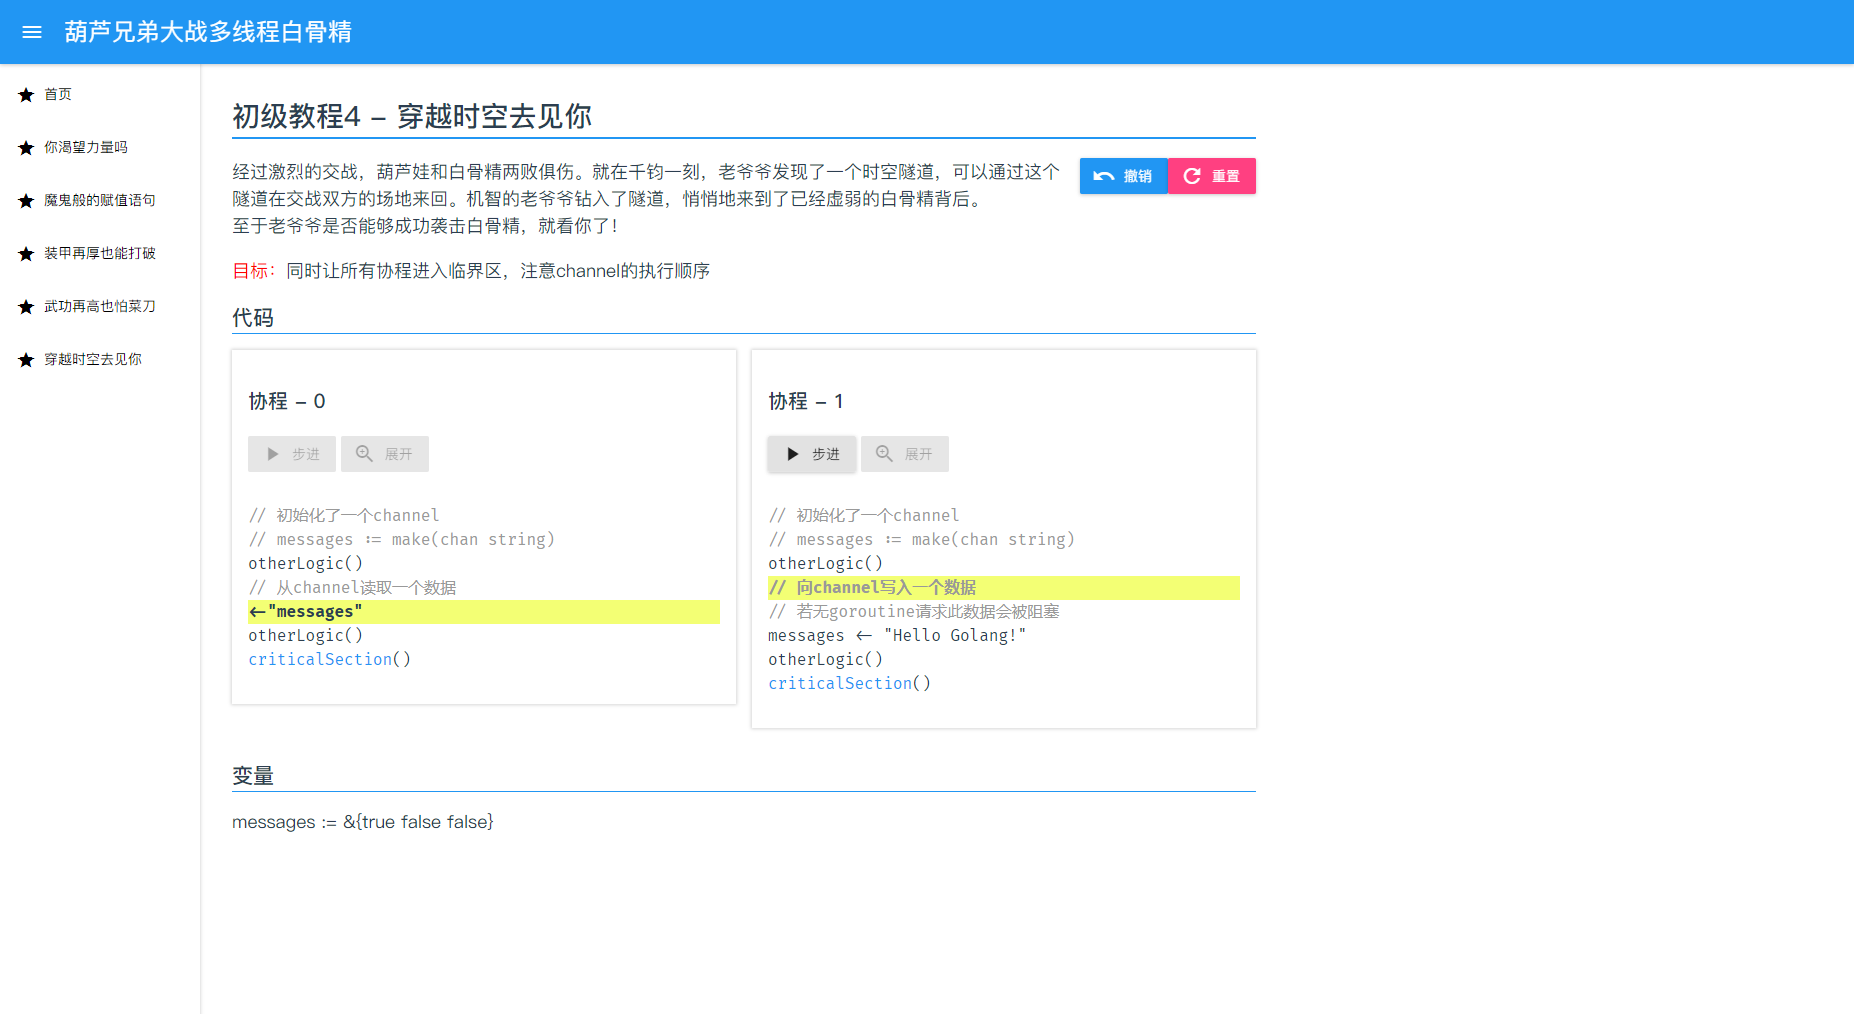 葫芦兄弟大战多线程白骨精
首页
你渴望力量吗
魔鬼般的赋值语句
装甲再厚也能打破
武功再高也怕菜刀
穿越时空去见你
初级教程4 – 穿越时空去见你
经过激烈的交战，葫芦娃和白骨精两败俱伤。就在千钧一刻，老爷爷发现了一个时空隧道，可以通过这个
隧道在交战双方的场地来回。机智的老爷爷钻入了隧道，悄悄地来到了已经虚弱的白骨精背后。
至于老爷爷是否能够成功袭击白骨精，就看你了！
撤销
重置
目标：同时让所有协程进入临界区，注意channel的执行顺序
代码
协程 – 0
步进
展开
// 初始化了一个channel
// messages := make(chan string)
otherLogic()
// 从channel读取一个数据
<-"messages"
otherLogic()
criticalSection()
协程 – 1
步进
展开
// 初始化了一个channel
// messages := make(chan string)
otherLogic()
// 向channel写入一个数据
// 若无goroutine请求此数据会被阻塞
messages <- "Hello Golang!"
otherLogic()
criticalSection()
变量
messages := &{true false false}